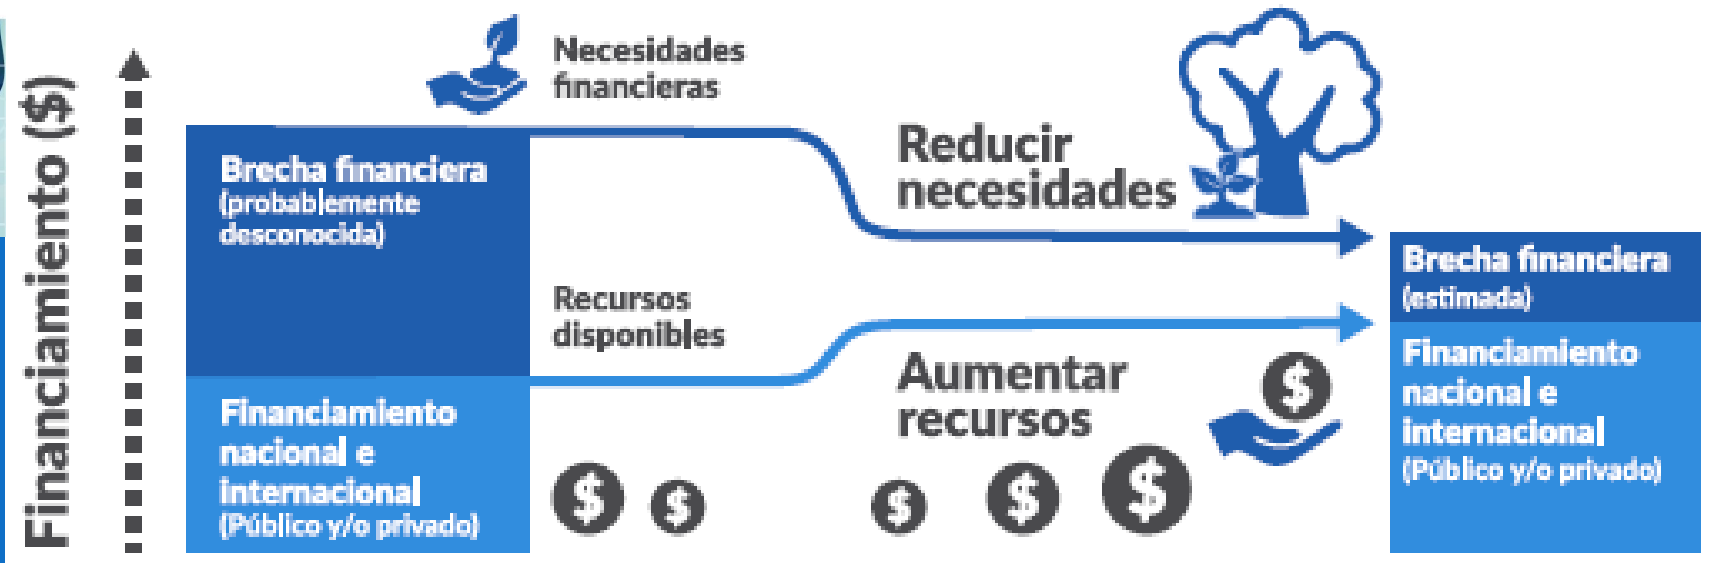 Financiamiento ($)
Necesidades
financieras
Brecha financiera
(probablemente
desconocida)
Reducir
necesidades
Recursos
disponibles
Aumentar
recursos
Financiamiento
nacional e
internacional
(Público y/o privado)
$
$
$
$
$
$
Brecha financiera
(estimada)
Financiamiento
nacional e
internacional
(Público y/o privado)